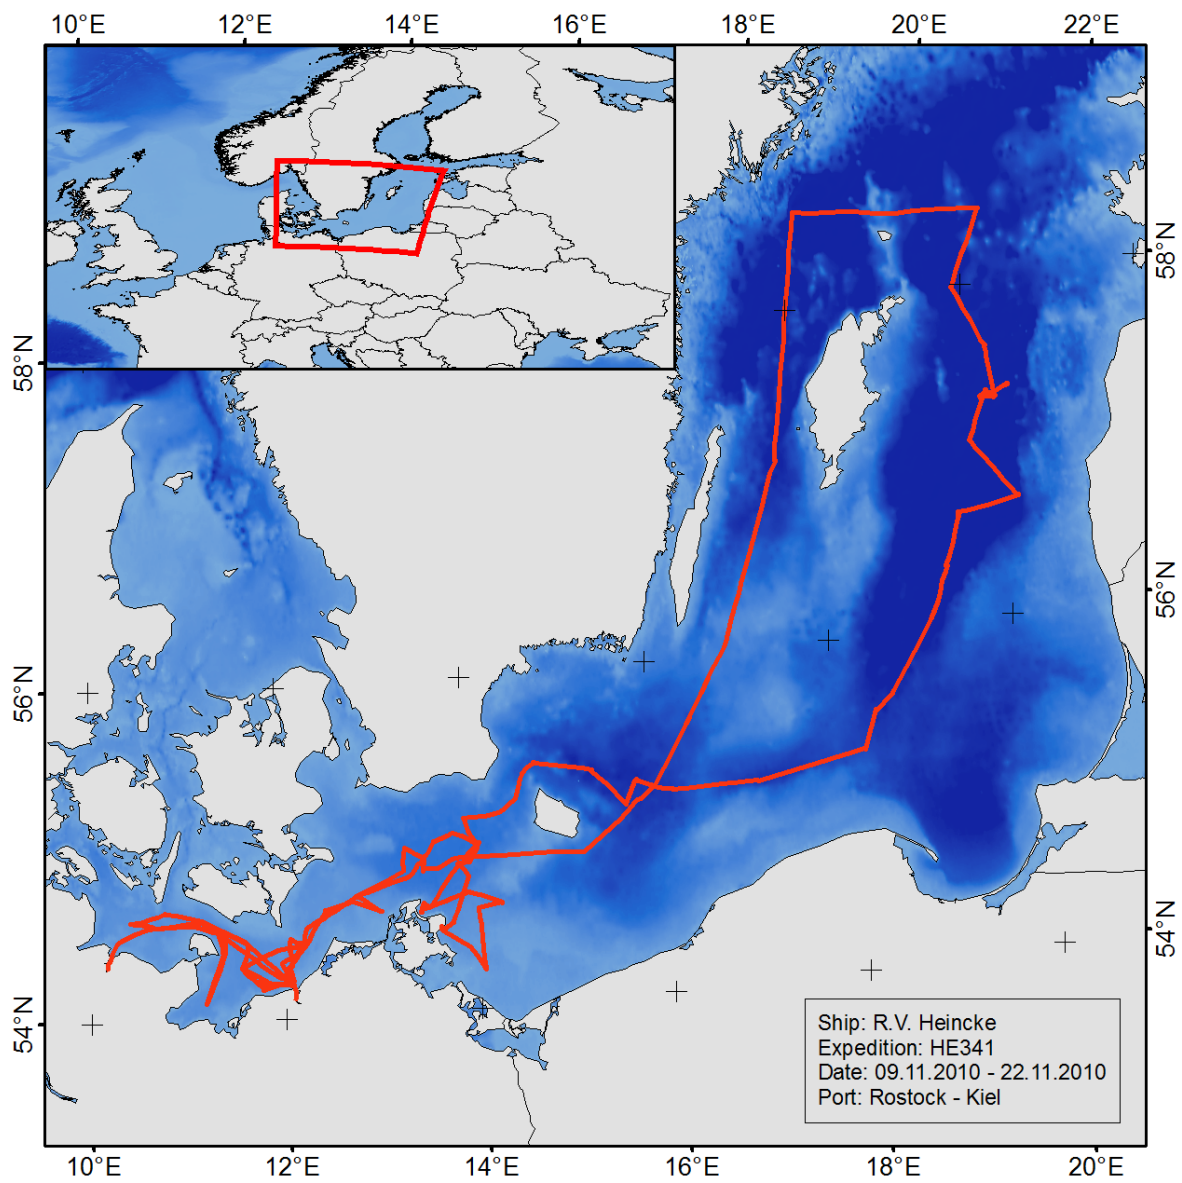 10°E 12°E 14°E 16°E 18°E 20°E 22°E
58°N
58°N
56°N
56°N
54°N
54°N
Ship: R.V. Heincke
Expedition: HE341
Date: 09.11.2010 - 22.11.2010
Port: Rostock - Kiel
10°E 12°E 14°E 16°E 18°E 20°E